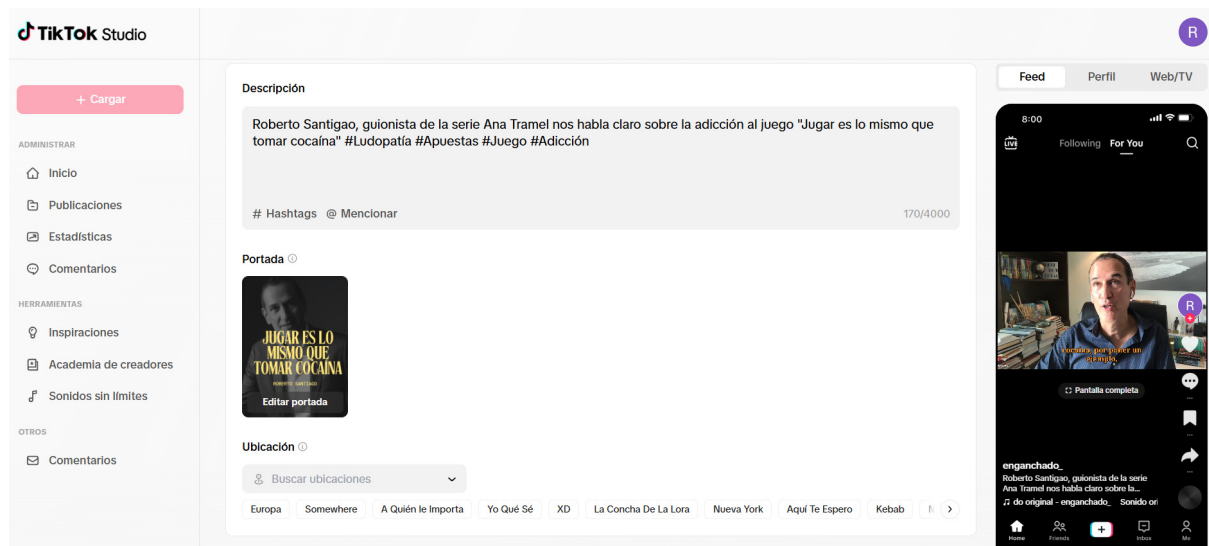 TikTok Studio
R
+ Cargar
ADMINISTRAR
Inicio
Publicaciones
Estadísticas
Comentarios
HERRAMIENTAS
Inspiraciones
Academia de creadores
Sonidos sin límites
OTROS
Comentarios
Descripción
Roberto Santigao, guionista de la serie Ana Tramel nos habla claro sobre la adicción al juego "Jugar es lo mismo que
tomar cocaína" #Ludopatía #Apuestas #Juego #Adicción
# Hashtags @ Mencionar
170/4000
Portada
JUGAR ES LO
MISMO QUE
TOMAR COCAÍNA
ROBERTO SANTIAGO
Editar portada
Ubicación
Buscar ubicaciones
Europa
Somewhere
A Quién le Importa
Yo Qué Sé
XD
La Concha De La Lora
Nueva York
Aquí Te Espero
Kebab
Feed
Perfil
Web/TV
8:00
LIVE
Following For You
R
cocaína, por poner un
ejemplo,
Pantalla completa
enganchado_
Roberto Santigao, guionista de la serie
Ana Tramel nos habla claro sobre la...
do original - enganchado_ Sonido ori
Home
Friends
Inbox
Me